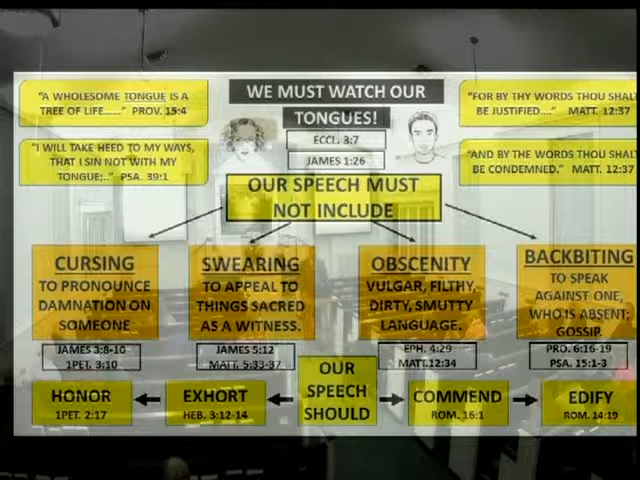 "A WHOLESOME TONGUE IS A
TREE OF LIFE......" PROV. 15:4
WE MUST WATCH OUR
TONGUES!
"FOR BY THY WORDS THOU SHAL
BE JUSTIFIED...." MATT. 12:37
"I WILL TAKE HEED TO MY WAYS,
THAT I SIN NOT WITH MY
TONGUE;.." PSA. 39:1
ECCL. 3:7
JAMES 1:26
"AND BY THE WORDS THOU SHAL
BE CONDEMNED." MATT. 12:37
OUR SPEECH MUST
NOT INCLUDE
CURSING
TO PRONOUNCE
DAMNATION ON
SOMEONE
SWEARING
TO APPEAL TO
THINGS SACRED
AS A WITNESS.
OBSCENITY
VULGAR, FILTHY,
DIRTY, SMUTTY
LANGUAGE.
BACKBITING
TO SPEAK
AGAINST ONE,
WHO IS ABSENT;
GOSSIP.
JAMES 3:8-10
1PET. 3:10
JAMES 5:12
MATT. 5:33-37
EPH. 4:29
MATT.12:34
PRO. 6:16-19
PSA. 15:1-3
OUR
SPEECH
SHOULD
HONOR
1PET. 2:17
EXHORT
HEB. 3:12-14
COMMEND
ROM. 16:1
EDIFY
ROM. 14:19